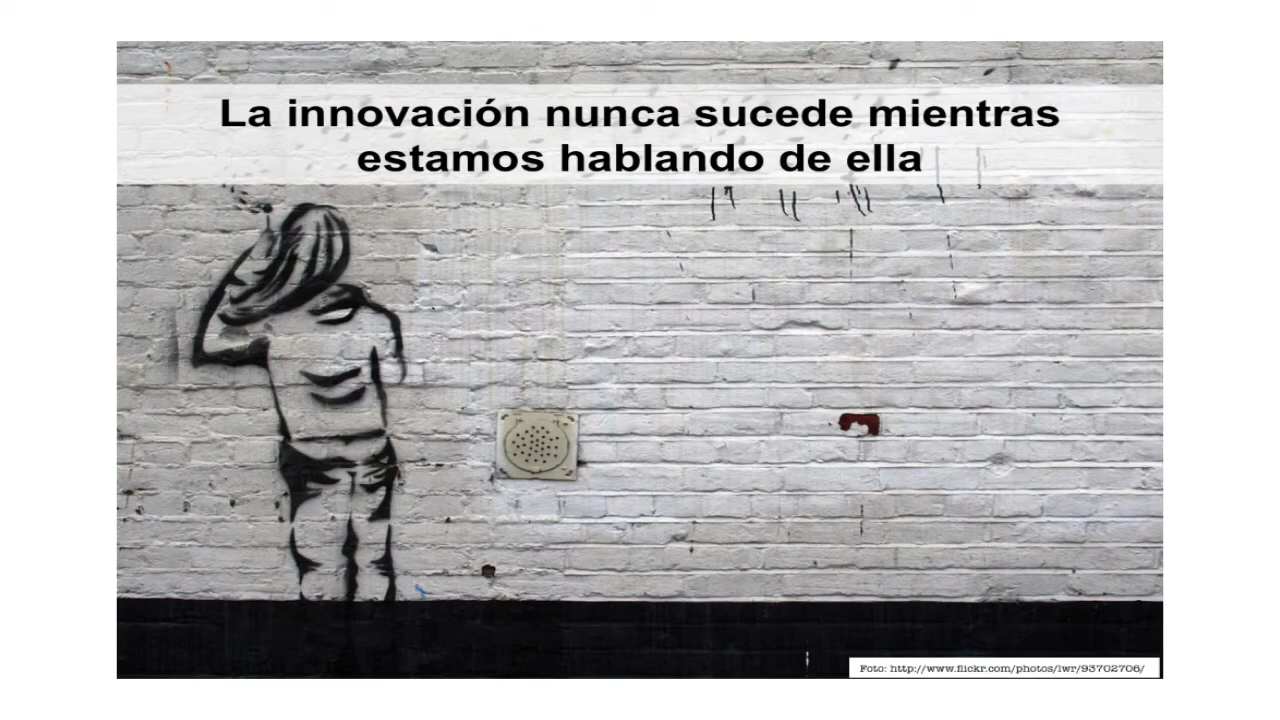 La innovación nunca sucede mientras
estamos hablando de ella
Foto: http://www.flickr.com/photos/lwr/93702706/